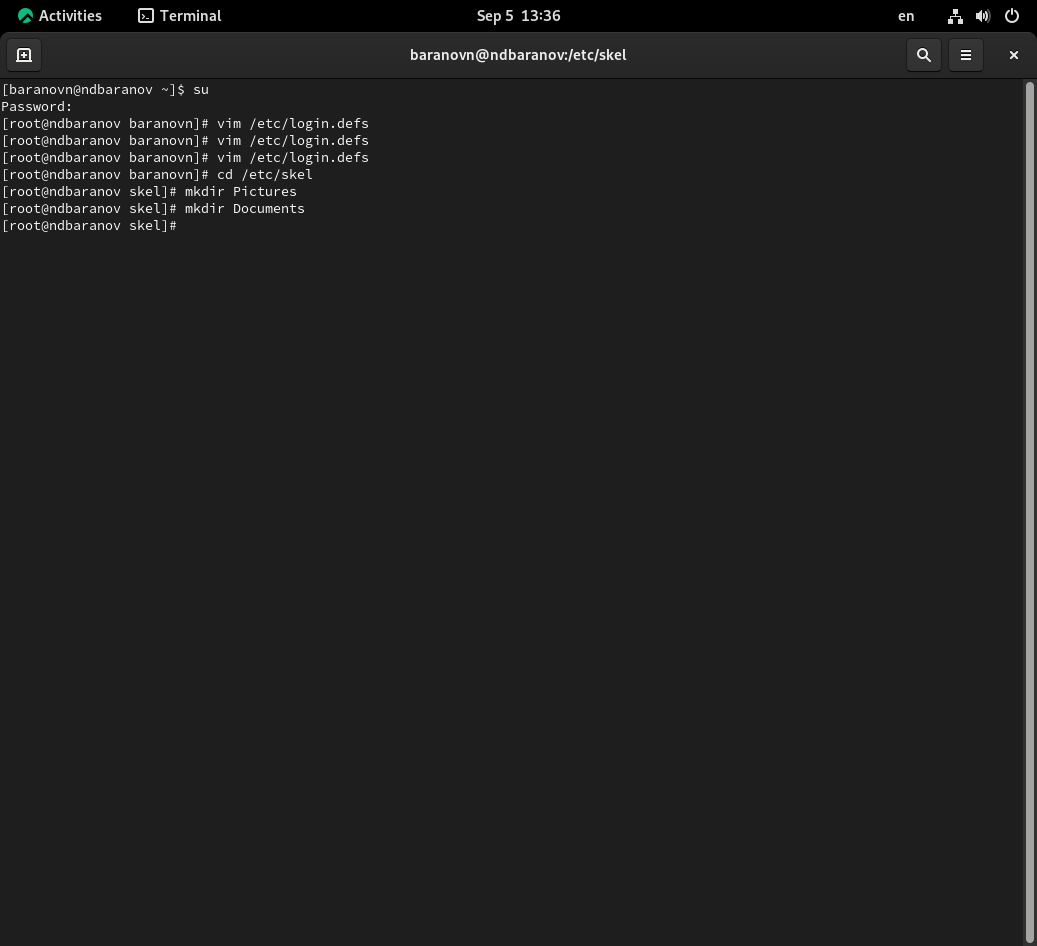 Activities Terminal Sep 5 13:36 en
baranovn@ndbaranov:/etc/skel
[baranovn@ndbaranov ~]$ su
Password:
[root@ndbaranov baranovn]# vim /etc/login.defs
[root@ndbaranov baranovn]# vim /etc/login.defs
[root@ndbaranov baranovn]# vim /etc/login.defs
[root@ndbaranov baranovn]# cd /etc/skel
[root@ndbaranov skel]# mkdir Pictures
[root@ndbaranov skel]# mkdir Documents
[root@ndbaranov skel]#